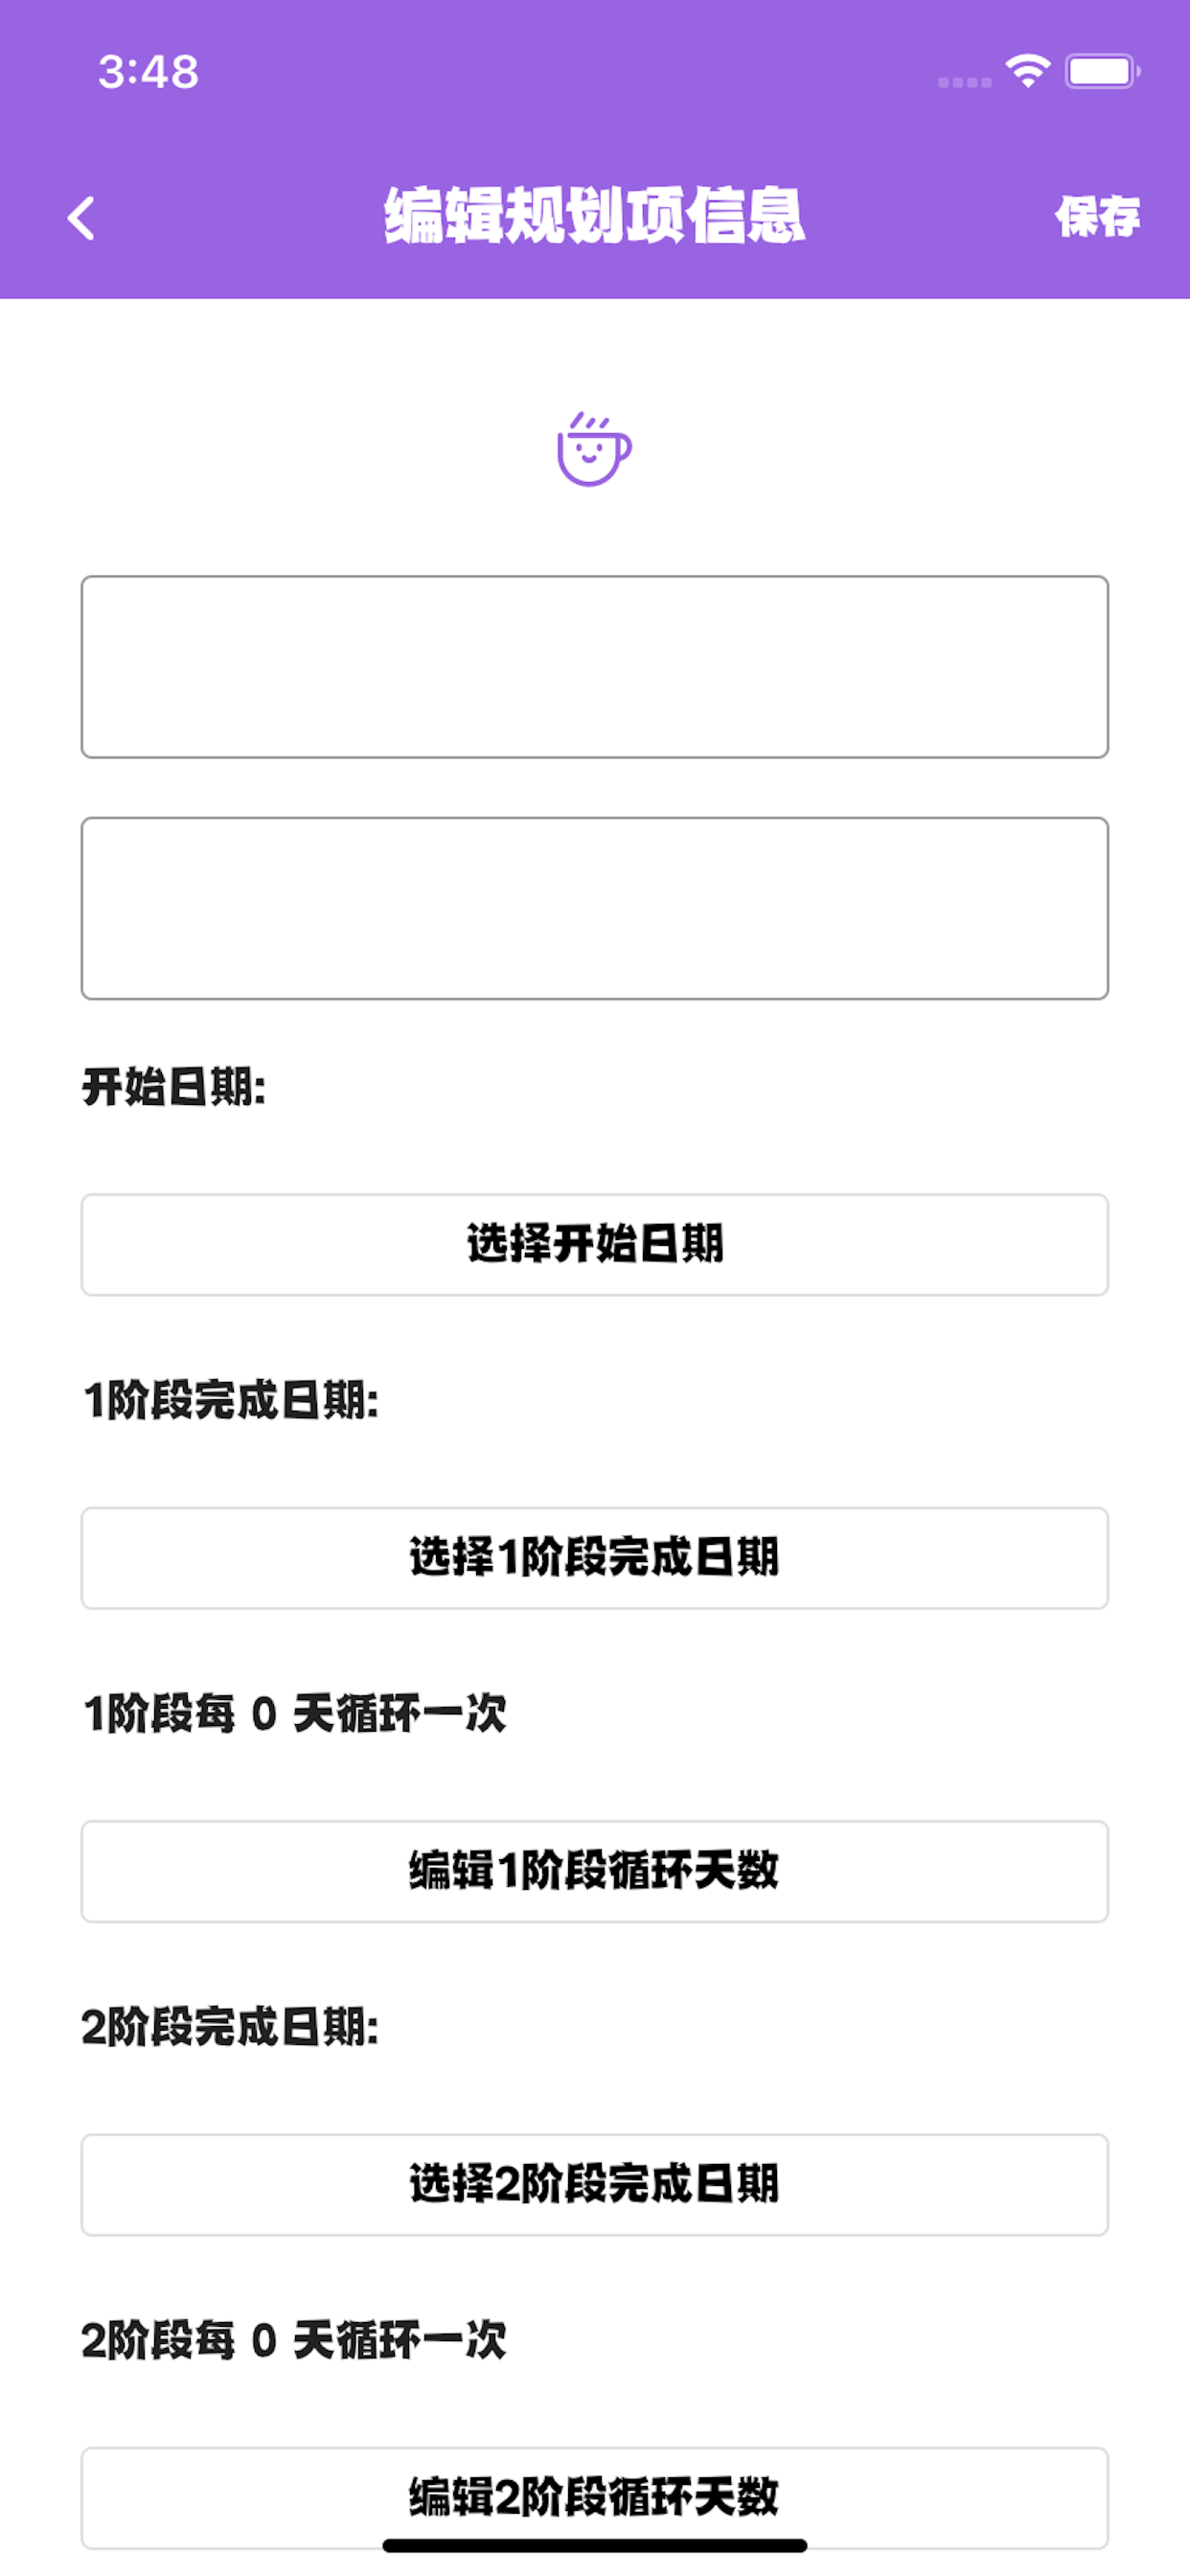 3:48
编辑规划项信息
保存
开始日期:
选择开始日期
1阶段完成日期:
选择1阶段完成日期
1阶段每 0 天循环一次
编辑1阶段循环天数
2阶段完成日期:
选择2阶段完成日期
2阶段每 0 天循环一次
编辑2阶段循环天数